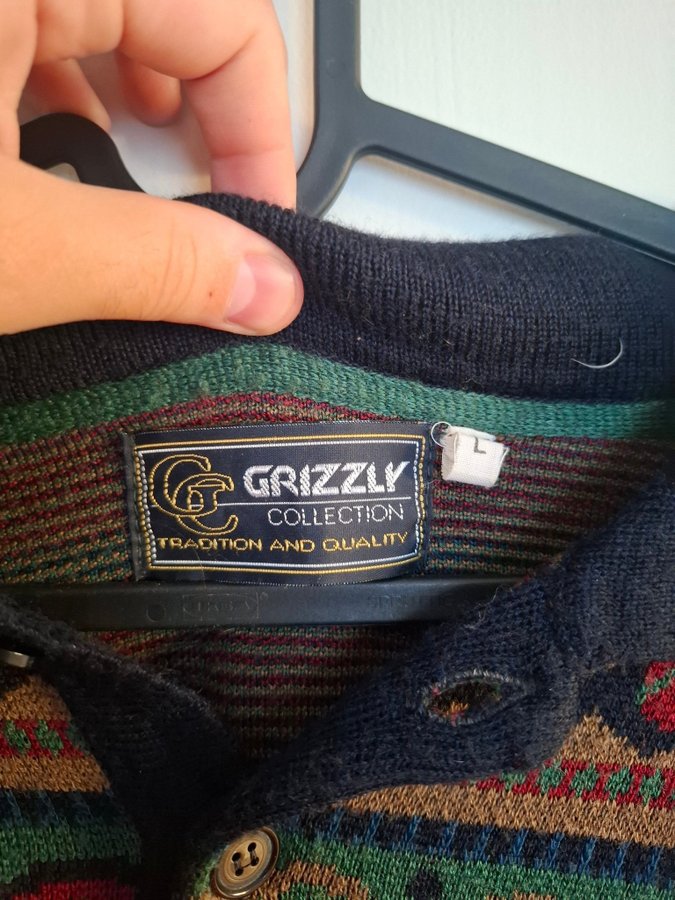 GRIZZLY
COLLECTION
TRADITION AND QUALITY
L